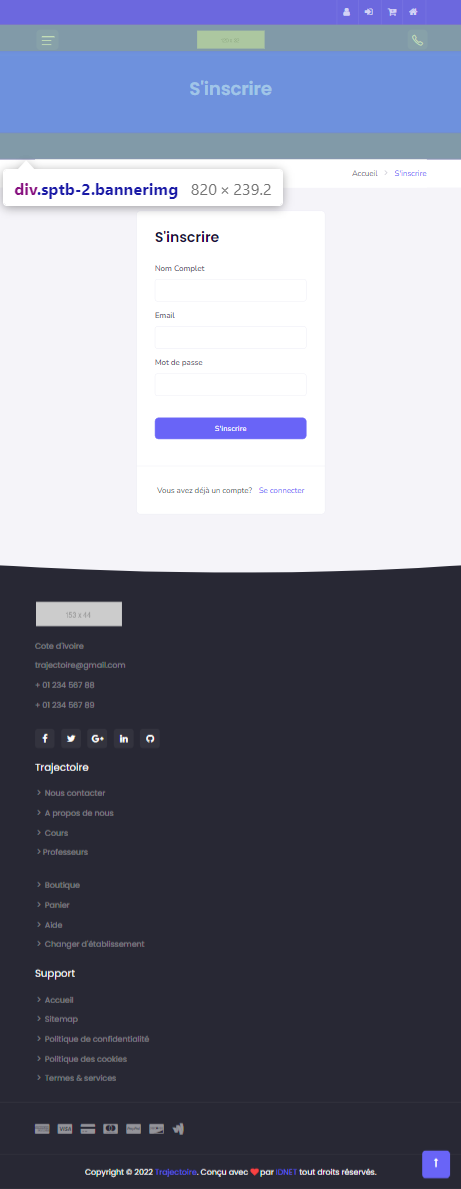 S'inscrire
Accueil > S'inscrire
div.sptb-2.bannerimg 820 × 239.2
S'inscrire
Nom Complet
Email
Mot de passe
S'inscrire
Vous avez déjà un compte? Se connecter
153 x 44
Cote d'ivoire
trajectoire@gmail.com
+ 01 234 567 88
+ 01 234 567 89
Trajectoire
> Nous contacter
> A propos de nous
> Cours
> Professeurs
> Boutique
> Panier
> Aide
> Changer d'établissement
Support
> Accueil
> Sitemap
> Politique de confidentialité
> Politique des cookies
> Termes & services
VISA
PayPal
Copyright © 2022 Trajectoire. Conçu avec ❤ par IDNET tout droits réservés.